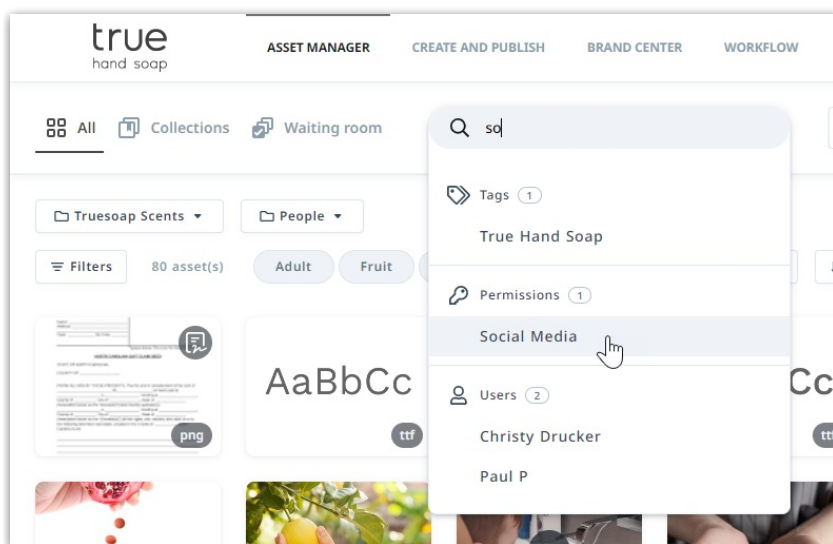 true
hand soap
ASSET MANAGER
CREATE AND PUBLISH
BRAND CENTER
WORKFLOW
All
Collections
Waiting room
so
Tags 1
True Hand Soap
Permissions 1
Social Media
Users 2
Christy Drucker
Paul P
Truesoap Scents
People
Filters
80 asset(s)
Adult
Fruit
png
AaBbCc
ttf
Cc